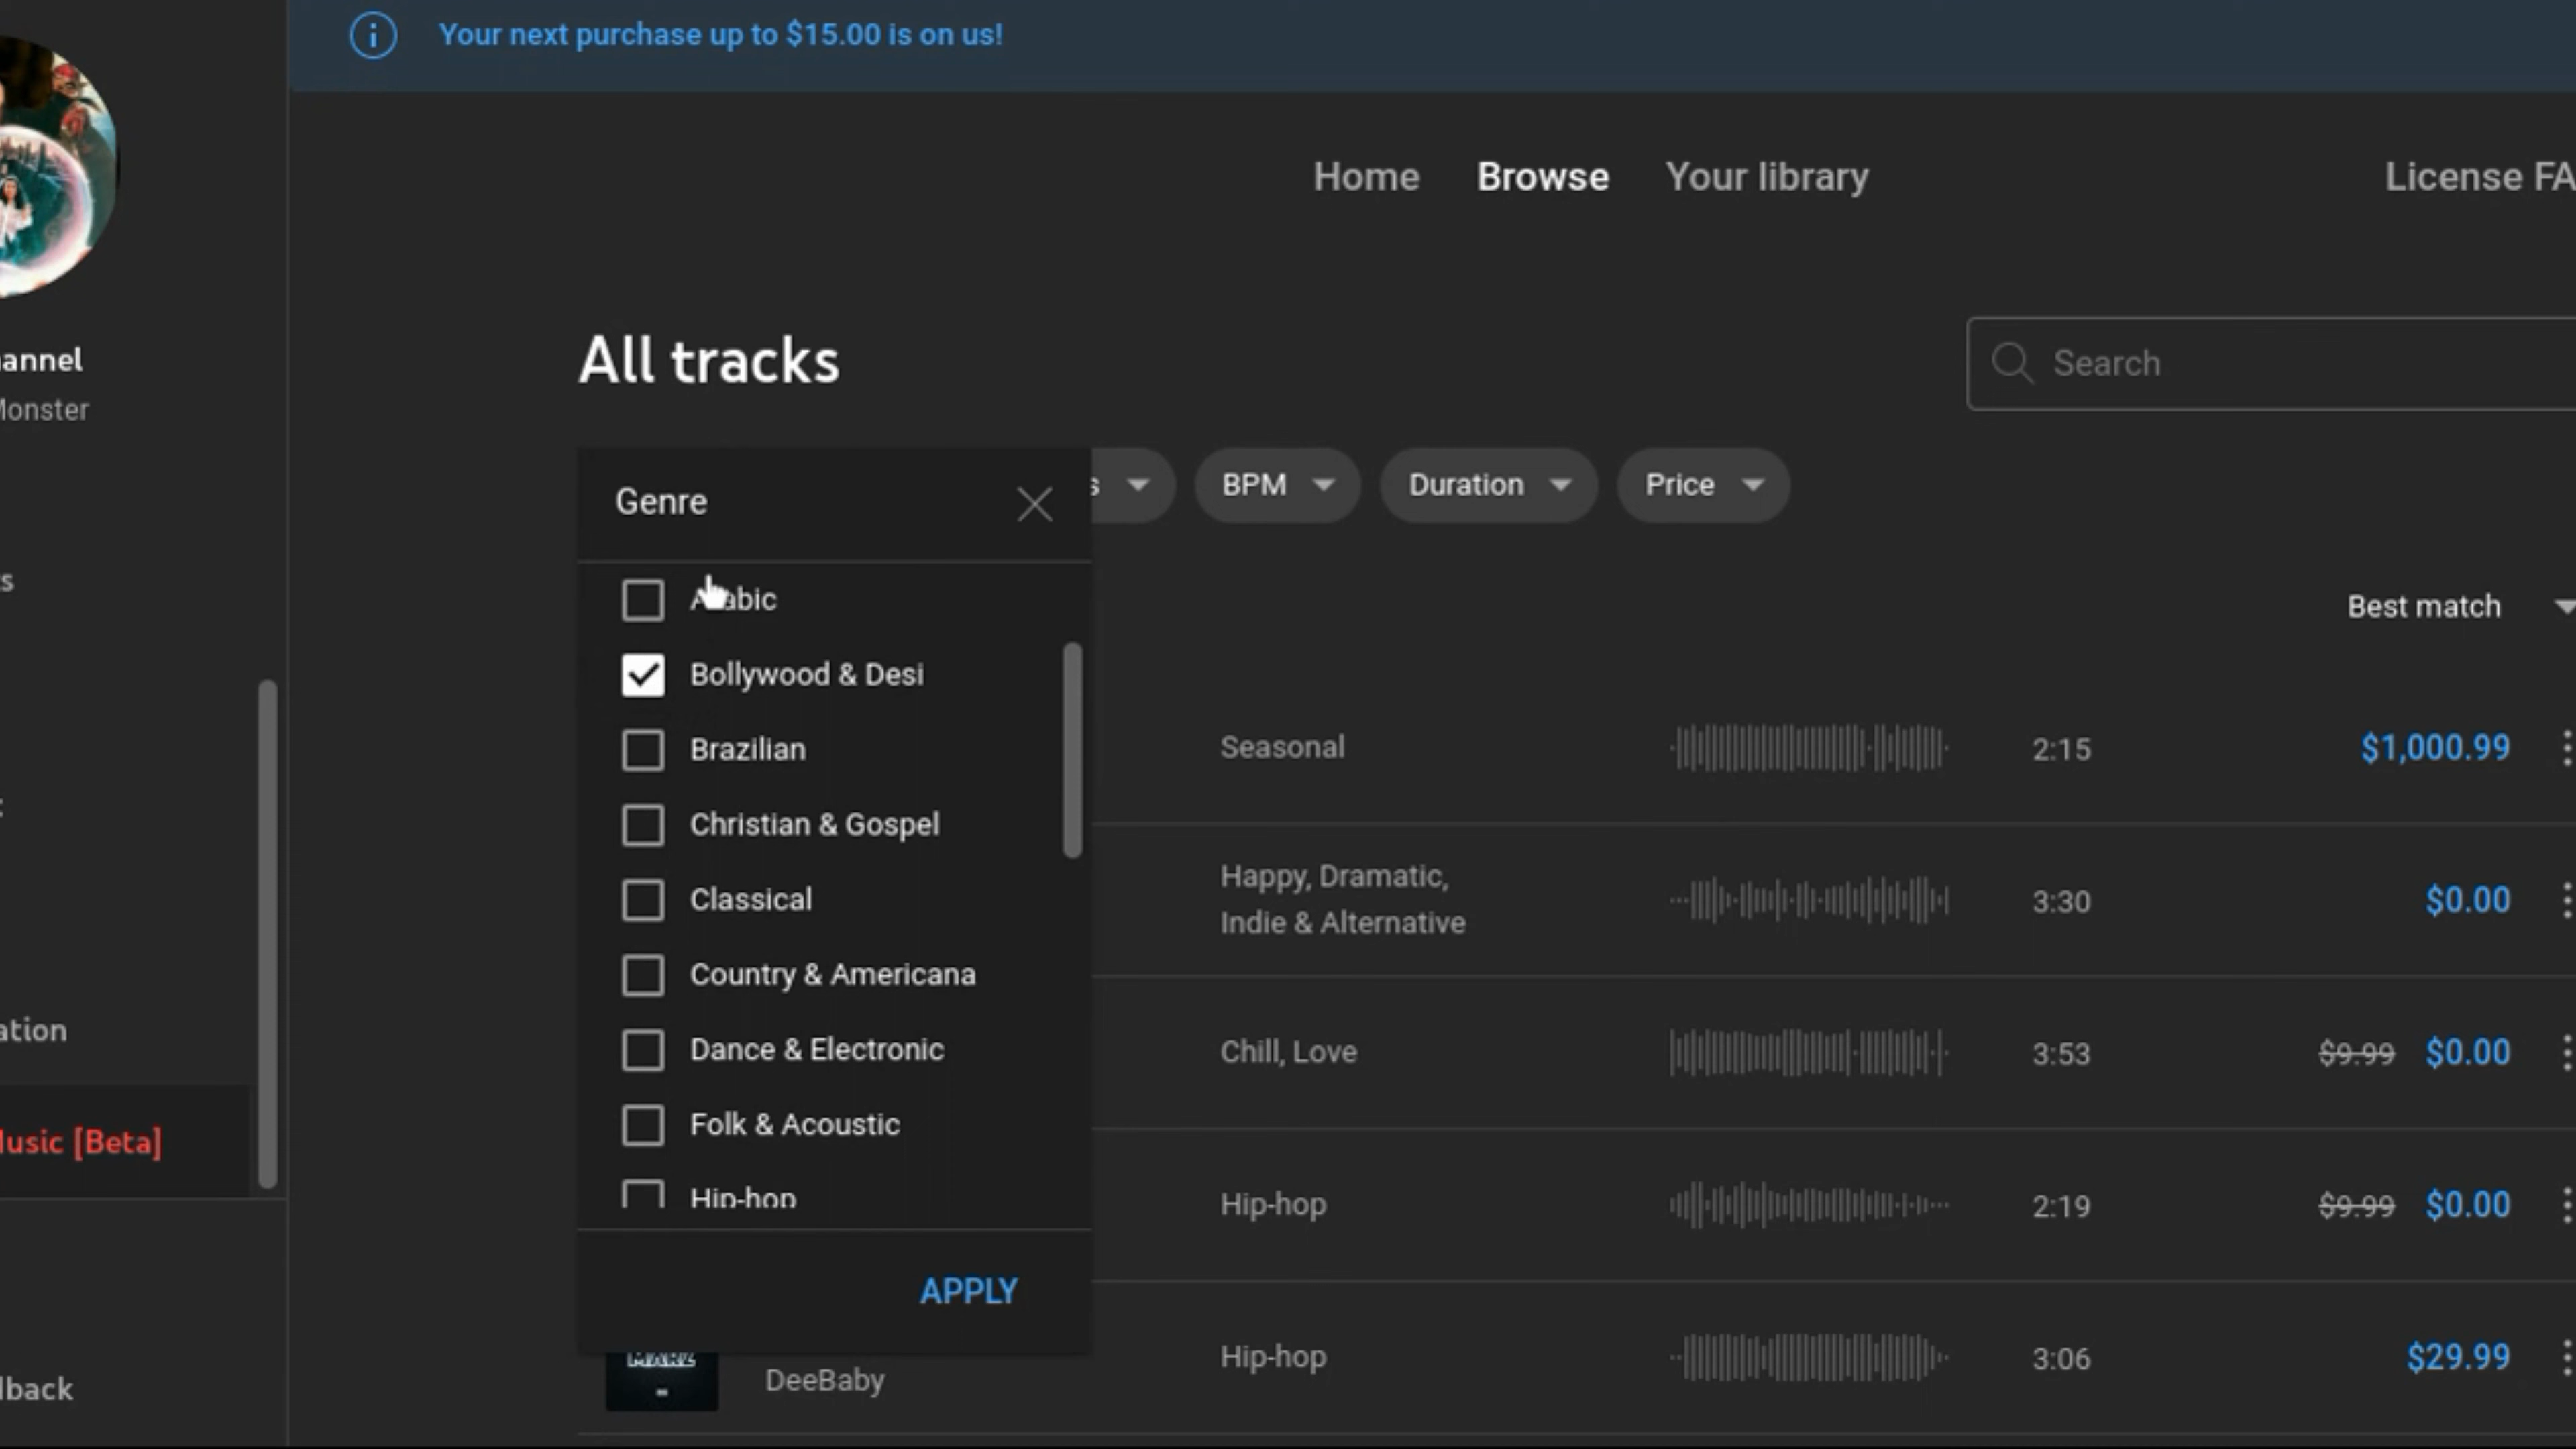 Your next purchase up to $15.00 is on us!
Home Browse Your library License FA
annel
Monster
All tracks
Search
Genre
s BPM Duration Price
s
Arabic
Best match
Bollywood & Desi
Brazilian
Seasonal 2:15 $1,000.99
Christian & Gospel
Happy, Dramatic,
Indie & Alternative
3:30 $0.00
Classical
Country & Americana
ation
Dance & Electronic
Chill, Love 3:53 $9.99 $0.00
Folk & Acoustic
Music [Beta]
Hip-hop
Hip-hop 2:19 $9.99 $0.00
APPLY
DeeBaby
Hip-hop 3:06 $29.99
dback